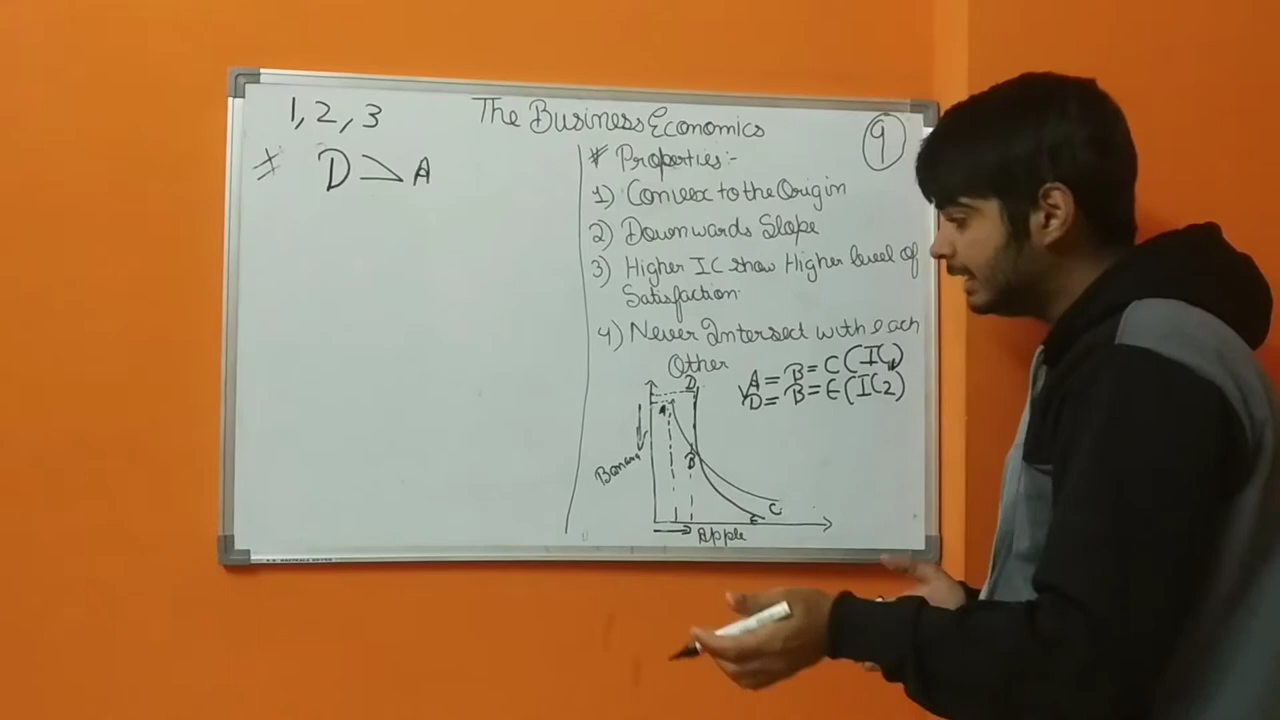 1, 2, 3
≠ D > A
The Business Economics
9
# Properties:-
1) Convex to the Origin
2) Downwards Slope
3) Higher IC show Higher level of
Satisfaction
4) Never Intersect with each
Other
A = B = C (IC1)
D = B = E (IC2)
D
A
B
Banana
C
E
Apple